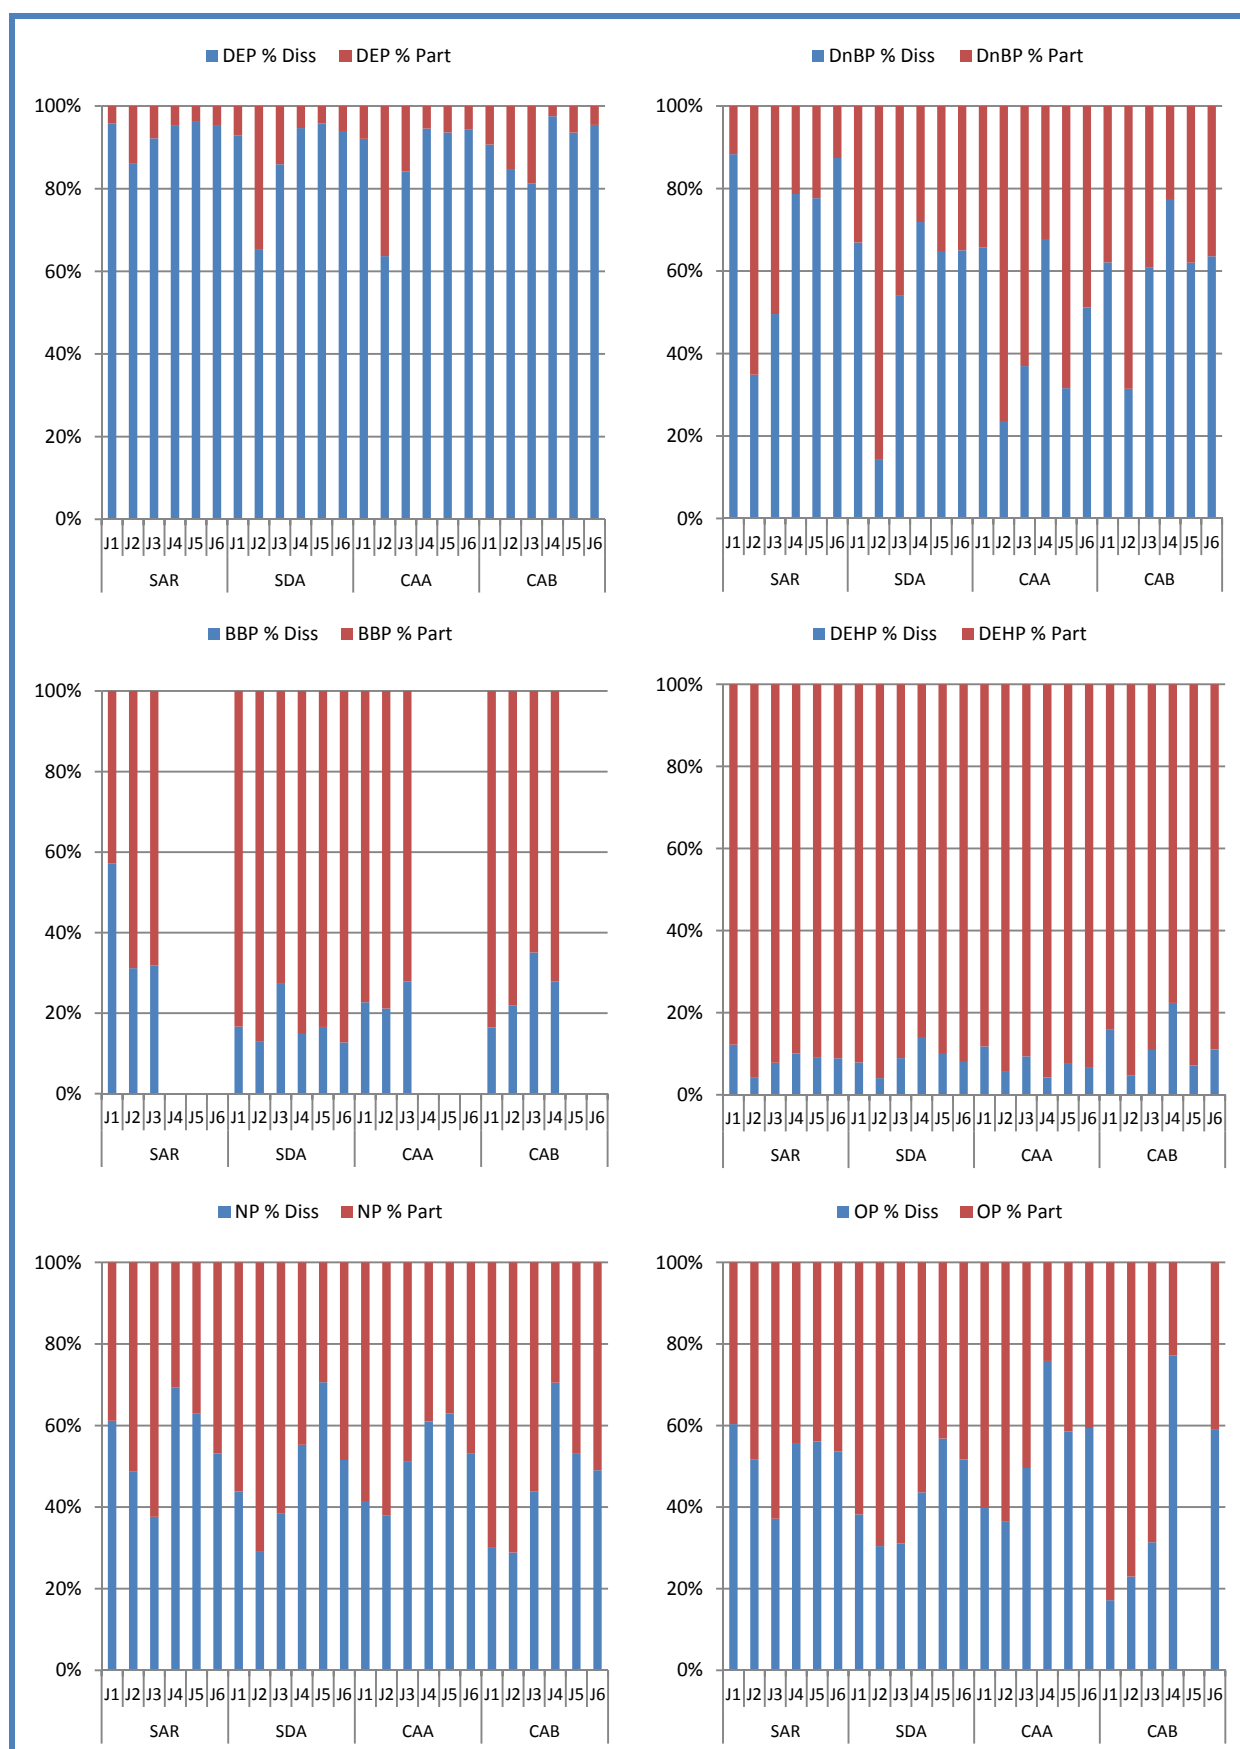 DEP % Diss DEP % Part
100%
80%
60%
40%
20%
0%
J1 J2 J3 J4 J5 J6 J1 J2 J3 J4 J5 J6 J1 J2 J3 J4 J5 J6 J1 J2 J3 J4 J5 J6
SAR SDA CAA CAB
DnBP % Diss DnBP % Part
100%
80%
60%
40%
20%
0%
J1 J2 J3 J4 J5 J6 J1 J2 J3 J4 J5 J6 J1 J2 J3 J4 J5 J6 J1 J2 J3 J4 J5 J6
SAR SDA CAA CAB
BBP % Diss BBP % Part
100%
80%
60%
40%
20%
0%
J1 J2 J3 J4 J5 J6 J1 J2 J3 J4 J5 J6 J1 J2 J3 J4 J5 J6 J1 J2 J3 J4 J5 J6
SAR SDA CAA CAB
DEHP % Diss DEHP % Part
100%
80%
60%
40%
20%
0%
J1 J2 J3 J4 J5 J6 J1 J2 J3 J4 J5 J6 J1 J2 J3 J4 J5 J6 J1 J2 J3 J4 J5 J6
SAR SDA CAA CAB
NP % Diss NP % Part
100%
80%
60%
40%
20%
0%
J1 J2 J3 J4 J5 J6 J1 J2 J3 J4 J5 J6 J1 J2 J3 J4 J5 J6 J1 J2 J3 J4 J5 J6
SAR SDA CAA CAB
OP % Diss OP % Part
100%
80%
60%
40%
20%
0%
J1 J2 J3 J4 J5 J6 J1 J2 J3 J4 J5 J6 J1 J2 J3 J4 J5 J6 J1 J2 J3 J4 J5 J6
SAR SDA CAA CAB